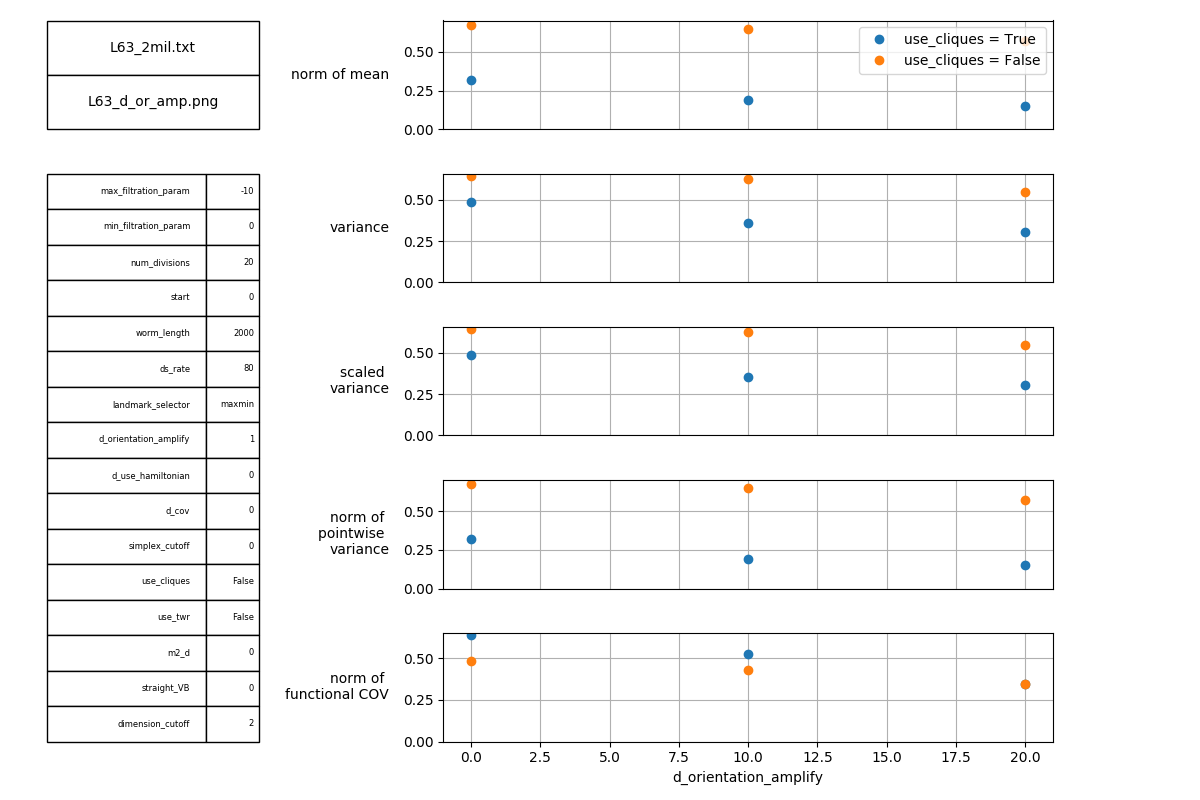 L63_2mil.txt
L63_d_or_amp.png
max_filtration_param -10
min_filtration_param 0
num_divisions 20
start 0
worm_length 2000
ds_rate 80
landmark_selector maxmin
d_orientation_amplify 1
d_use_hamiltonian 0
d_cov 0
simplex_cutoff 0
use_cliques False
use_twr False
m2_d 0
straight_VB 0
dimension_cutoff 2
norm of mean
0.50
0.25
0.00
use_cliques = True
use_cliques = False
variance
0.50
0.25
0.00
scaled
variance
0.50
0.25
0.00
norm of
pointwise
variance
0.50
0.25
0.00
norm of
functional COV
0.50
0.25
0.00
0.0 2.5 5.0 7.5 10.0 12.5 15.0 17.5 20.0
d_orientation_amplify